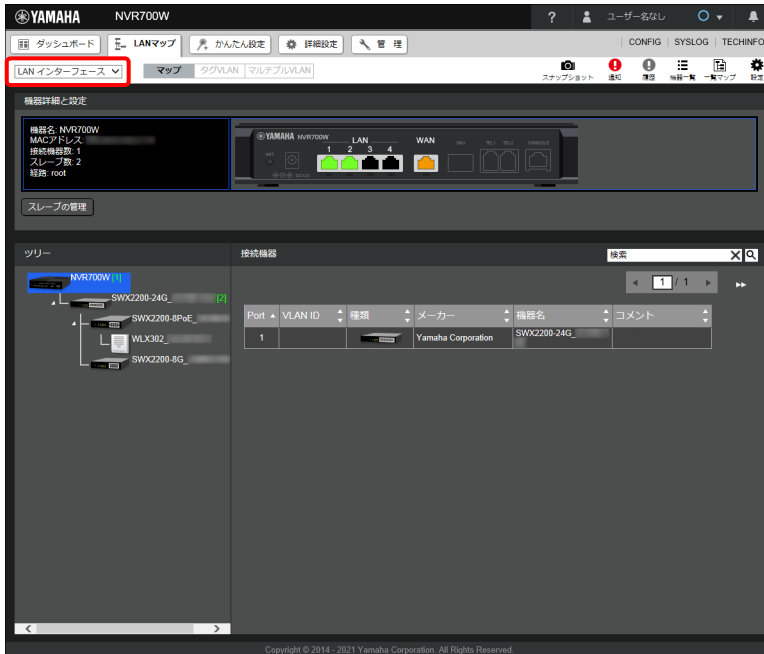 YAMAHA NVR700W ? ユーザー名なし
ダッシュボード LANマップ かんたん設定 詳細設定 管 理 CONFIG SYSLOG TECHINFO
LAN インターフェース マップ タグVLAN マルチプルVLAN スナップショット 通知 履歴 機器一覧 一覧マップ 設定
機器詳細と設定
機器名: NVR700W
MACアドレス:
接続機器数: 1
スレーブ数: 2
経路: root
YAMAHA NVR700W LAN WAN ONU TEL1 TEL2 CONSOLE
1 2 3 4
DC12V
スレーブの管理
ツリー 接続機器 検索
NVR700W [1]
SWX2200-24G_ [2]
SWX2200-8PoE_
WLX302_
SWX2200-8G_
1 / 1
Port VLAN ID 種類 メーカー 機器名 コメント
1 Yamaha Corporation SWX2200-24G_
Copyright © 2014 - 2021 Yamaha Corporation. All Rights Reserved.